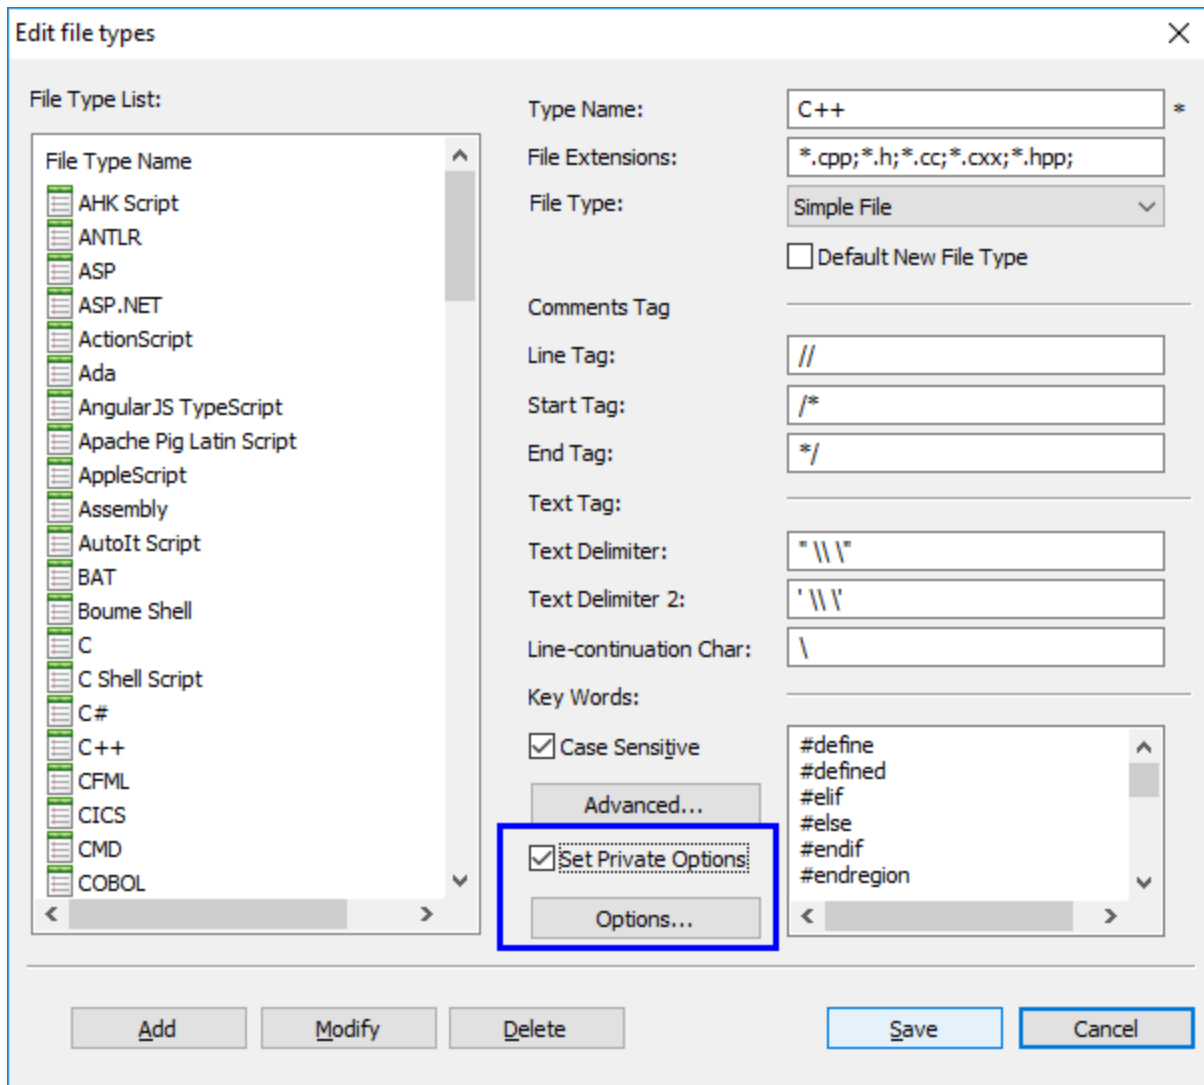 Edit file types
File Type List:
File Type Name
AHK Script
ANTLR
ASP
ASP.NET
ActionScript
Ada
AngularJS TypeScript
Apache Pig Latin Script
AppleScript
Assembly
AutoIt Script
BAT
Boume Shell
C
C Shell Script
C#
C++
CFML
CICS
CMD
COBOL
Type Name: C++ *
File Extensions: *.cpp;*.h;*.cc;*.cxx;*.hpp;
File Type: Simple File
Default New File Type
Comments Tag
Line Tag: //
Start Tag: /*
End Tag: */
Text Tag:
Text Delimiter: " \\ \"
Text Delimiter 2: ' \\ \'
Line-continuation Char: \
Key Words:
Case Sensitive
Advanced...
Set Private Options
Options...
#define
#defined
#elif
#else
#endif
#endregion
Add
Modify
Delete
Save
Cancel